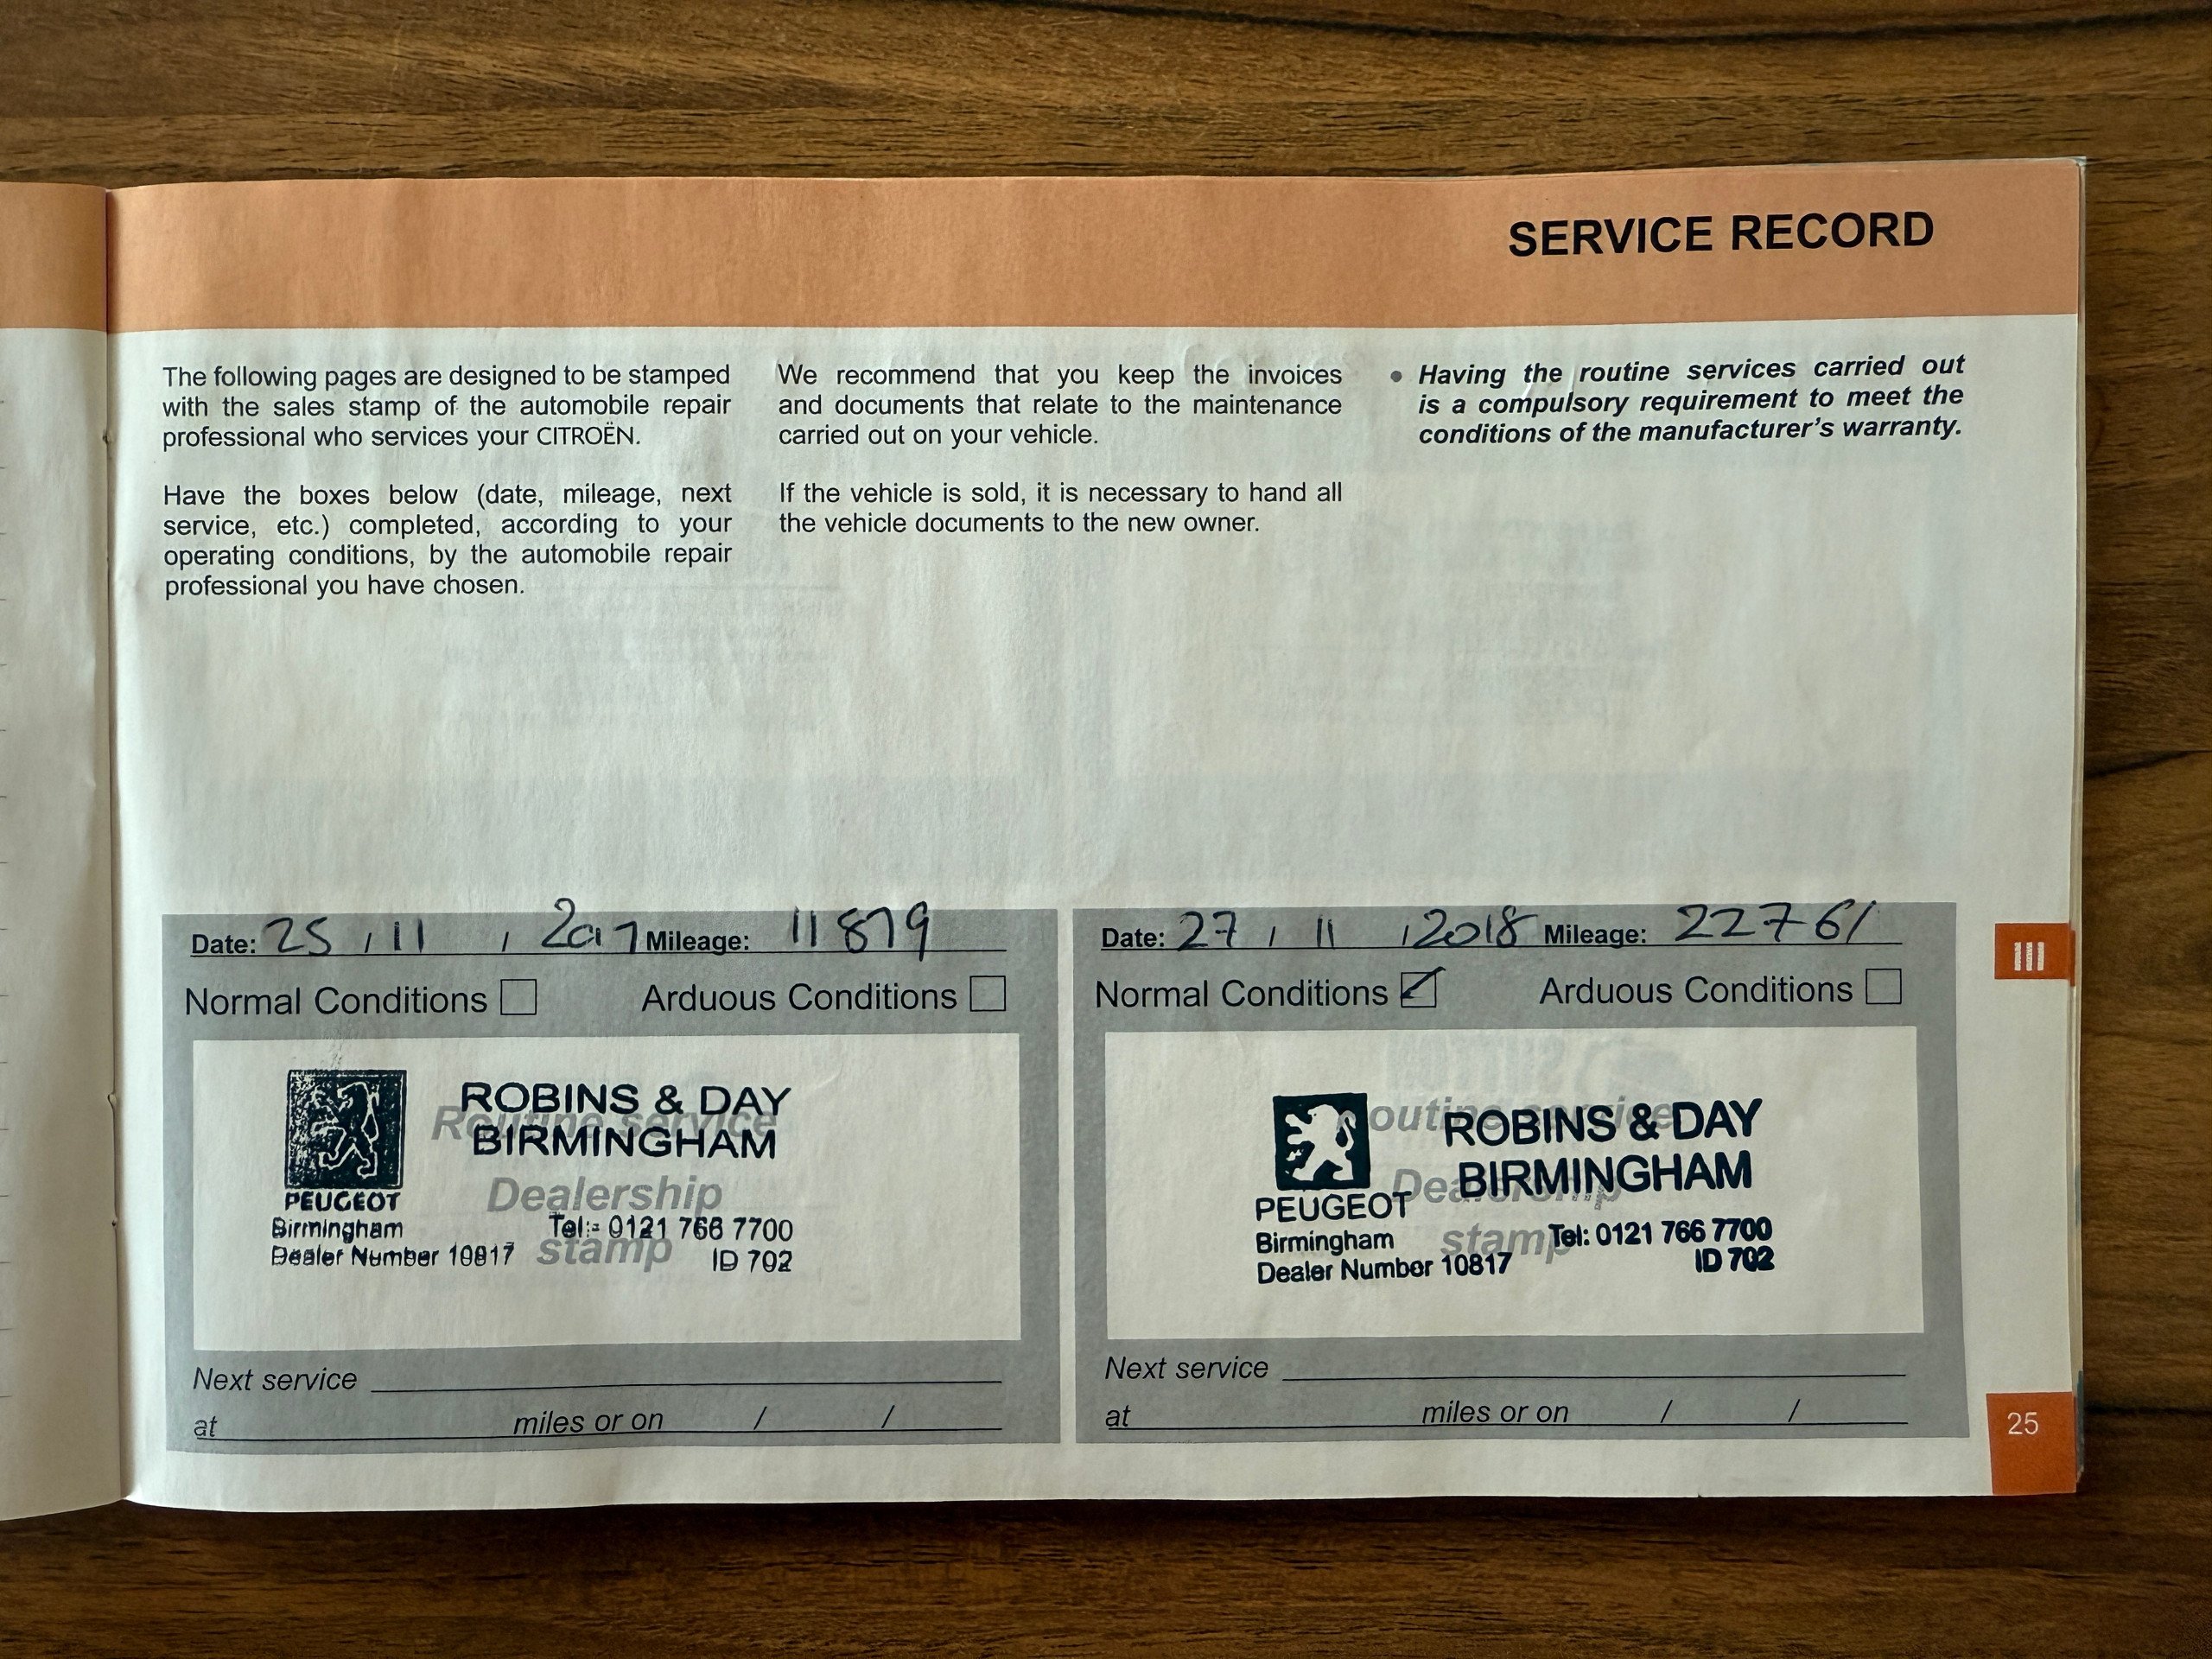 SERVICE RECORD
The following pages are designed to be stamped
with the sales stamp of the automobile repair
professional who services your CITROËN.
Have the boxes below (date, mileage, next
service, etc.) completed, according to your
operating conditions, by the automobile repair
professional you have chosen.
We recommend that you keep the invoices
and documents that relate to the maintenance
carried out on your vehicle.
If the vehicle is sold, it is necessary to hand all
the vehicle documents to the new owner.
• Having the routine services carried out
is a compulsory requirement to meet the
conditions of the manufacturer's warranty.
Date: 25 / 11 / 2017 Mileage: 11879
Normal Conditions Arduous Conditions
Routine service
Dealership
stamp
ROBINS & DAY
BIRMINGHAM
PEUGEOT
Birmingham Tel:- 0121 766 7700
Dealer Number 10817 ID 702
Next service
at miles or on / /
Date: 27 / 11 / 2018 Mileage: 22761
Normal Conditions Arduous Conditions
Routine service
Dealership
stamp
ROBINS & DAY
BIRMINGHAM
PEUGEOT
Birmingham Tel: 0121 766 7700
Dealer Number 10817 ID 702
Next service
at miles or on / /
III
25